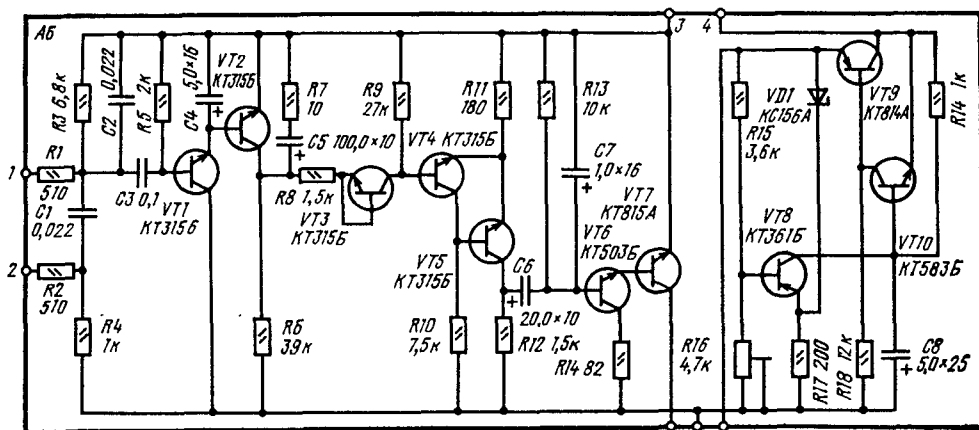 А6
3
4
R3 6,8к
0,022
C2
R5 2к
C4 5,0×16
VT2
КТ315Б
R7
10
R9
27к
R11
180
R13
10к
VD1
КС156А
VT9
КТ814А
R14 1к
C5 100,0×10
VT4 КТ315Б
R15
3,6к
1
R1
510
C1
0,022
C3 0,1
VT1
КТ315Б
R8 1,5к
VT3
КТ315Б
C7
1,0×16
VT7
КТ815А
VT6
КТ503Б
VT8
КТ361Б
VT10
КТ583Б
VT5
КТ315Б
C6
20,0×10
2
R2
510
R4
1к
R6
39к
R10
7,5к
R12 1,5к
R14 82
R16
4,7к
R17 200
R18 12к
C8
5,0×25